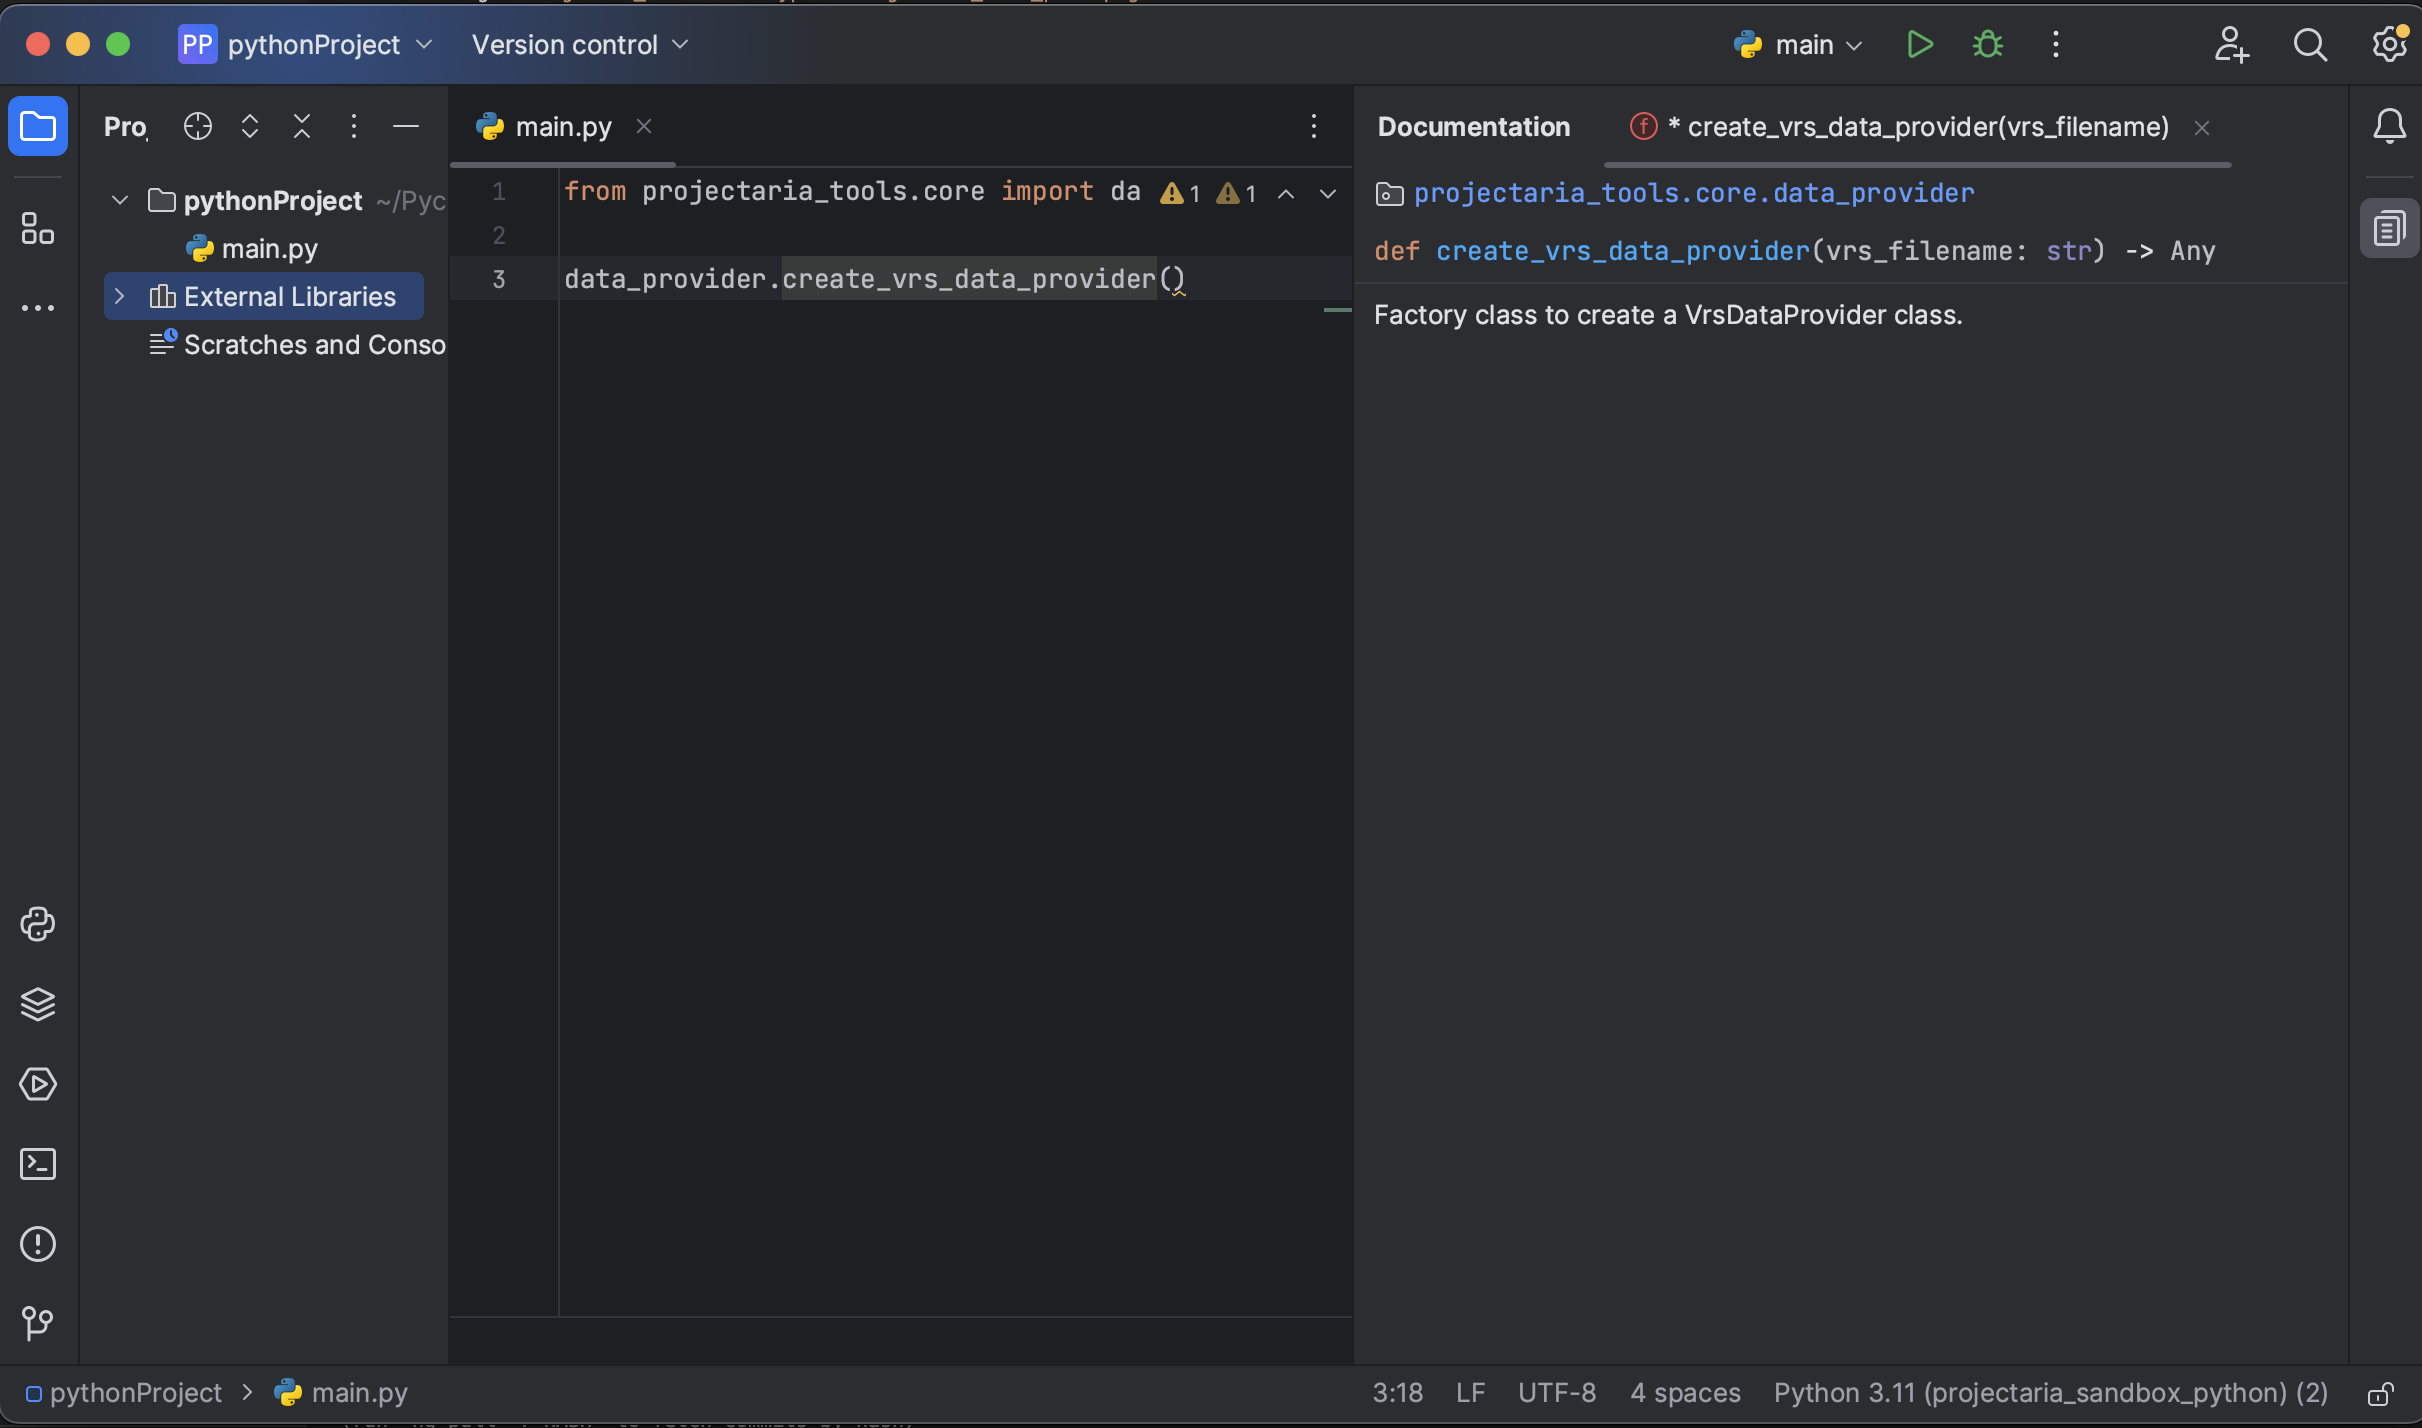 PP pythonProject Version control main
Pro
main.py
Documentation * create_vrs_data_provider(vrs_filename)
pythonProject ~/Pyc
main.py
External Libraries
Scratches and Conso
1 from projectaria_tools.core import da 1 1
2
3 data_provider.create_vrs_data_provider()
projectaria_tools.core.data_provider
def create_vrs_data_provider(vrs_filename: str) -> Any
Factory class to create a VrsDataProvider class.
pythonProject > main.py 3:18 LF UTF-8 4 spaces Python 3.11 (projectaria_sandbox_python) (2)